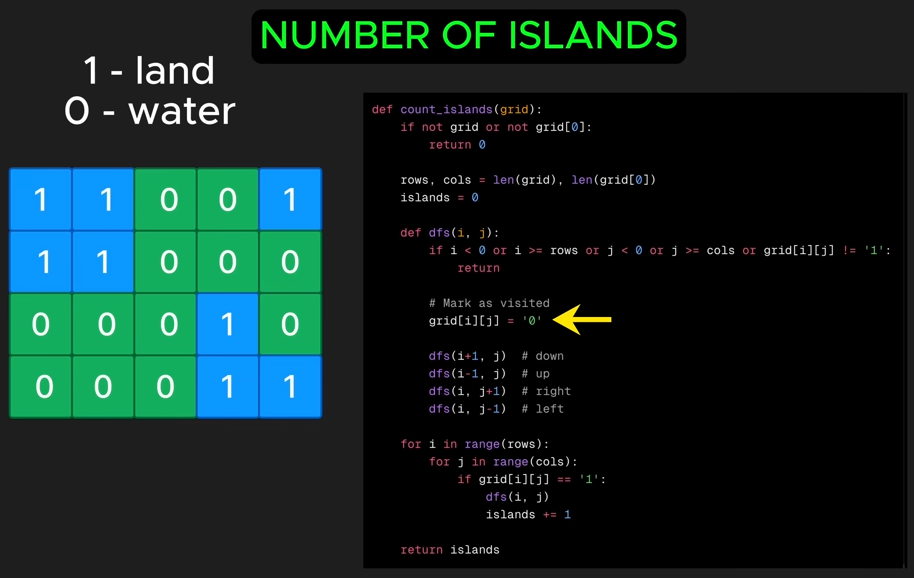 NUMBER OF ISLANDS
1 - land
0 - water
1 1 0 0 1
1 1 0 0 0
0 0 0 1 0
0 0 0 1 1
def count_islands(grid):
    if not grid or not grid[0]:
        return 0

    rows, cols = len(grid), len(grid[0])
    islands = 0

    def dfs(i, j):
        if i < 0 or i >= rows or j < 0 or j >= cols or grid[i][j] != '1':
            return

        # Mark as visited
        grid[i][j] = '0'

        dfs(i+1, j)  # down
        dfs(i-1, j)  # up
        dfs(i, j+1)  # right
        dfs(i, j-1)  # left

    for i in range(rows):
        for j in range(cols):
            if grid[i][j] == '1':
                dfs(i, j)
                islands += 1

    return islands